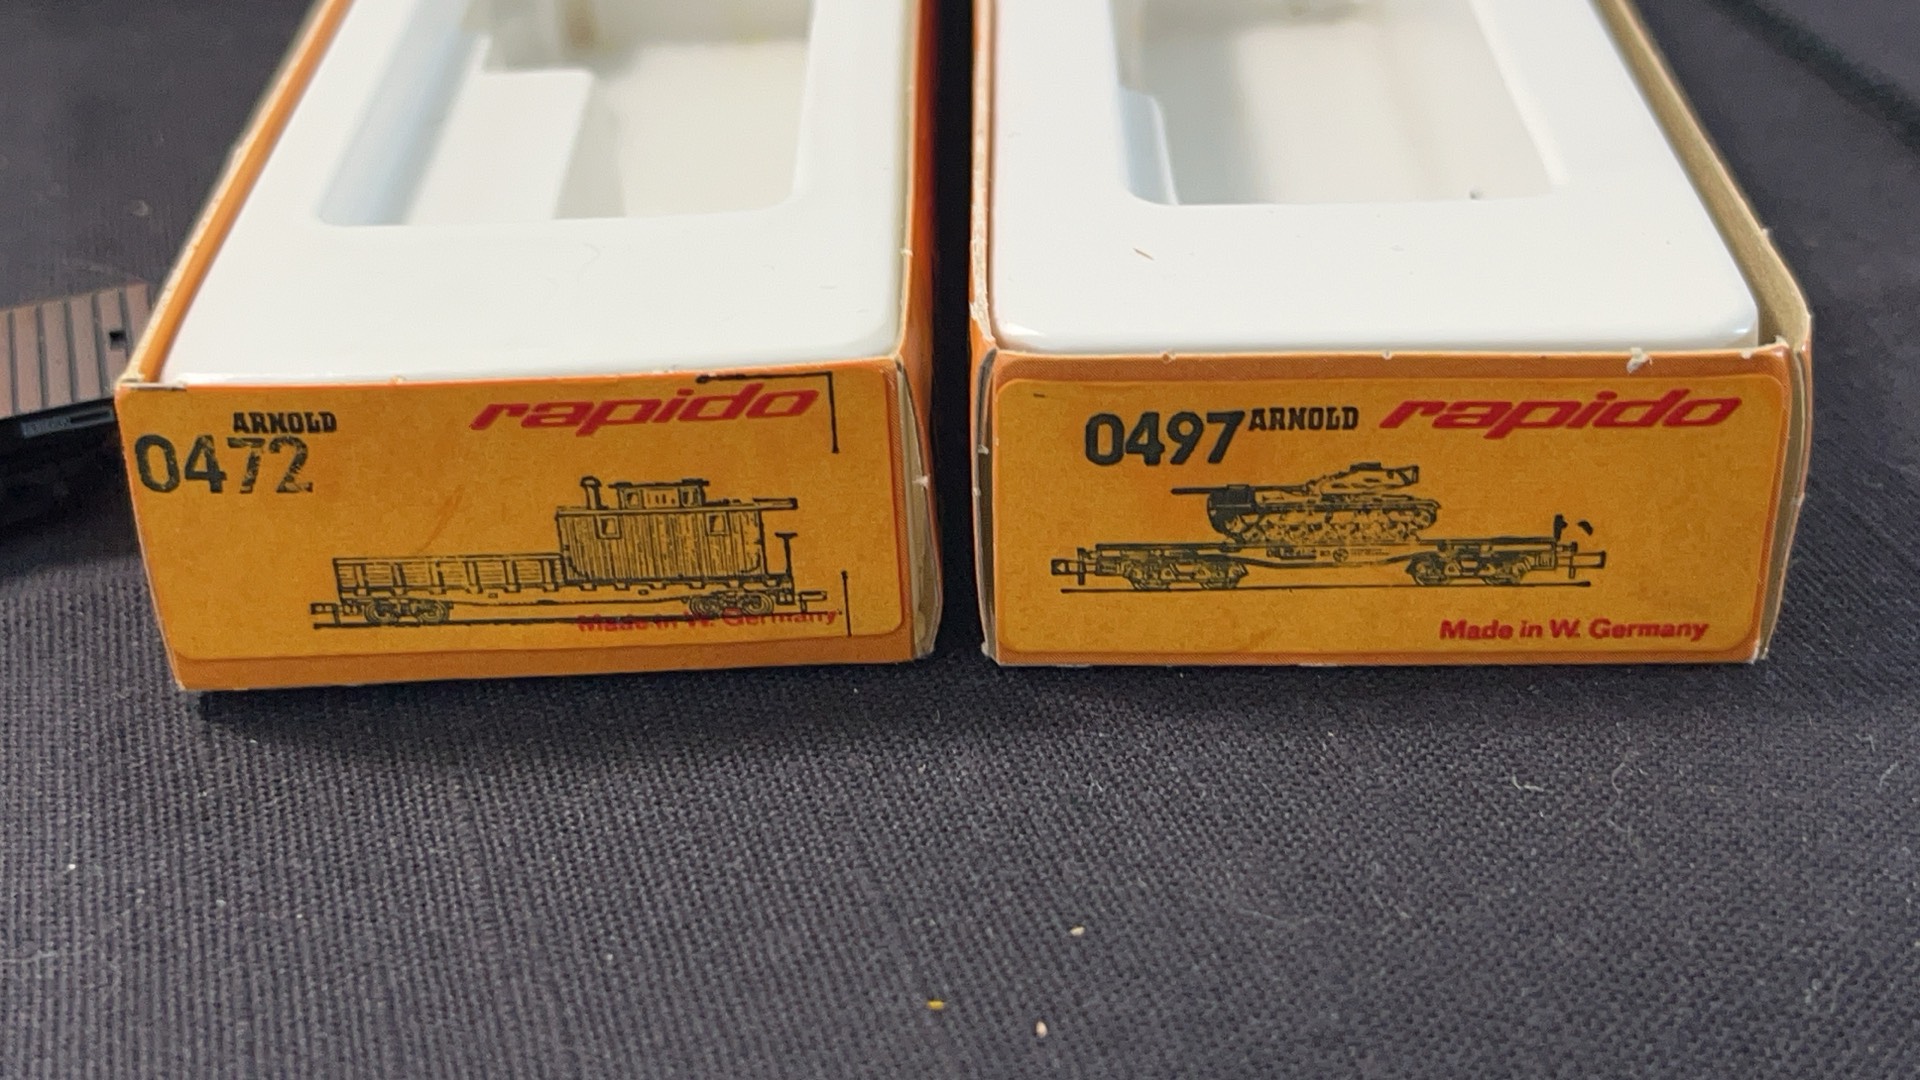 ARNOLD rapido
0472
Made in W. Germany
0497 ARNOLD rapido
Made in W. Germany